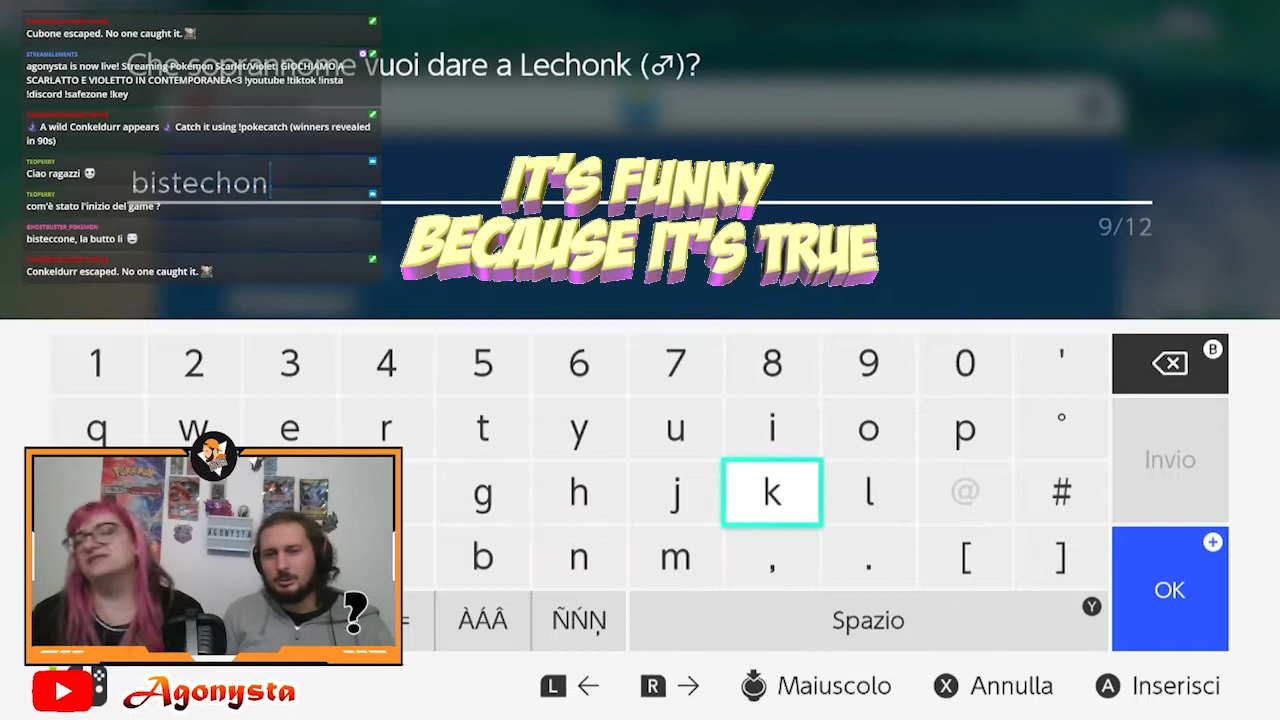 Cubone escaped. No one caught it.
STREAMELEMENTS
agonysta is now live! Streaming Pokémon Scarlet/Violet: GIOCHIAMO A
SCARLATTO E VIOLETTO IN CONTEMPORANEA<3 !youtube !tiktok !insta
!discord !safezone !key
A wild Conkeldurr appears Catch it using !pokecatch (winners revealed
in 90s)
TEOPERRY
Ciao ragazzi
TEOPERRY
com'è stato l'inizio del game ?
GHOSTBUSTER_POKEMON
bisteccone, la butto li
Conkeldurr escaped. No one caught it.
Che soprannome vuoi dare a Lechonk (♂)?
bistechon
9/12
IT'S FUNNY
BECAUSE IT'S TRUE
1 2 3 4 5 6 7 8 9 0 ' B
q w e r t y u i o p ° Invio
g h j k l @ #
b n m , . [ ] + OK
= ÀÁÂ ÑŃŅ Spazio Y
AGONYSTA
?
Agonysta
L ← R → Maiuscolo X Annulla A Inserisci